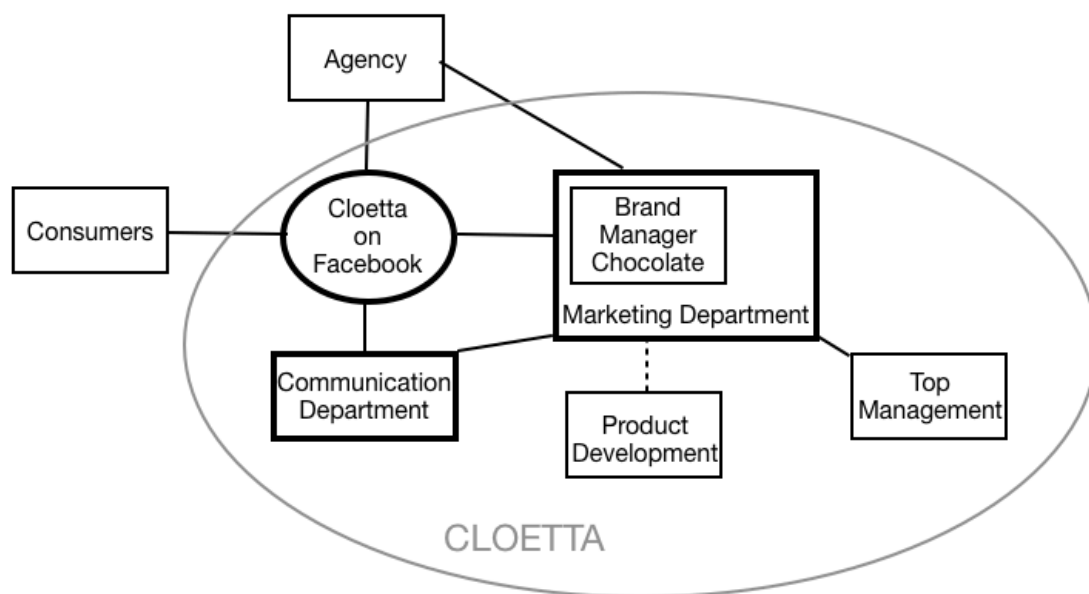 Agency
Consumers
Cloetta
on
Facebook
Brand
Manager
Chocolate
Marketing Department
Communication
Department
Product
Development
Top
Management
CLOETTA